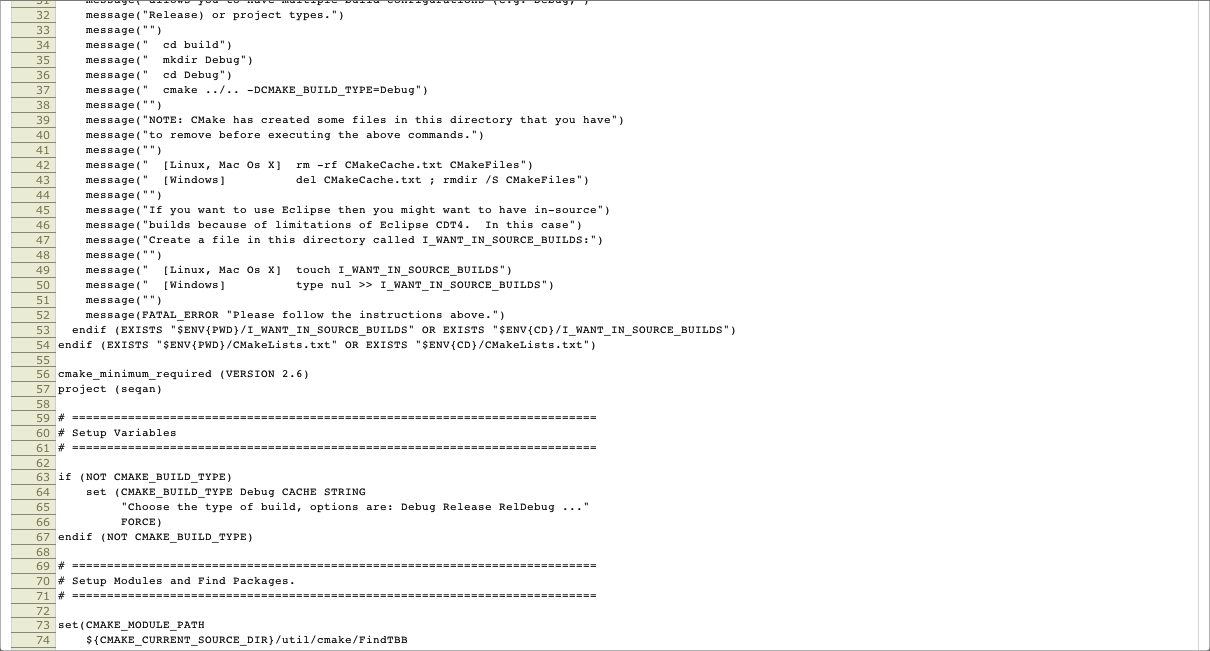 31     message("allows you to have multiple build configurations (e.g. Debug,")
32     message("Release) or project types.")
33     message("")
34     message("  cd build")
35     message("  mkdir Debug")
36     message("  cd Debug")
37     message("  cmake ../.. -DCMAKE_BUILD_TYPE=Debug")
38     message("")
39     message("NOTE: CMake has created some files in this directory that you have")
40     message("to remove before executing the above commands.")
41     message("")
42     message("  [Linux, Mac Os X]  rm -rf CMakeCache.txt CMakeFiles")
43     message("  [Windows]          del CMakeCache.txt ; rmdir /S CMakeFiles")
44     message("")
45     message("If you want to use Eclipse then you might want to have in-source")
46     message("builds because of limitations of Eclipse CDT4.  In this case")
47     message("Create a file in this directory called I_WANT_IN_SOURCE_BUILDS:")
48     message("")
49     message("  [Linux, Mac Os X]  touch I_WANT_IN_SOURCE_BUILDS")
50     message("  [Windows]          type nul >> I_WANT_IN_SOURCE_BUILDS")
51     message("")
52     message(FATAL_ERROR "Please follow the instructions above.")
53   endif (EXISTS "$ENV{PWD}/I_WANT_IN_SOURCE_BUILDS" OR EXISTS "$ENV{CD}/I_WANT_IN_SOURCE_BUILDS")
54 endif (EXISTS "$ENV{PWD}/CMakeLists.txt" OR EXISTS "$ENV{CD}/CMakeLists.txt")
55
56 cmake_minimum_required (VERSION 2.6)
57 project (seqan)
58
59 # ===========================================================================
60 # Setup Variables
61 # ===========================================================================
62
63 if (NOT CMAKE_BUILD_TYPE)
64     set (CMAKE_BUILD_TYPE Debug CACHE STRING
65          "Choose the type of build, options are: Debug Release RelDebug ..."
66          FORCE)
67 endif (NOT CMAKE_BUILD_TYPE)
68
69 # ===========================================================================
70 # Setup Modules and Find Packages.
71 # ===========================================================================
72
73 set(CMAKE_MODULE_PATH
74     ${CMAKE_CURRENT_SOURCE_DIR}/util/cmake/FindTBB